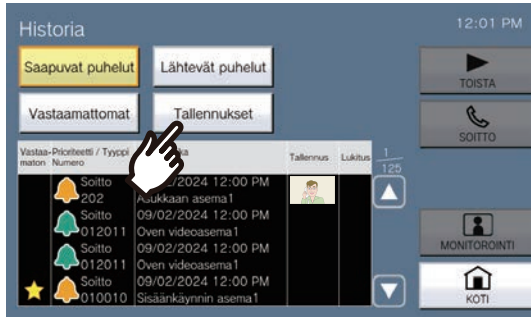 Historia
12:01 PM
Saapuvat puhelut
Lähtevät puhelut
TOISTA
Vastaamattomat
Tallennukset
SOITTO
Vastaa-
maton
Prioriteetti / Tyyppi
Numero
Tallennus
Lukitus
1
125
Soitto
/2024 12:00 PM
202
Asukkaan asema1
Soitto
09/02/2024 12:00 PM
012011
Oven videoasema1
Soitto
09/02/2024 12:00 PM
012011
Oven videoasema1
Soitto
09/02/2024 12:00 PM
010010
Sisäänkäynnin asema1
MONITOROINTI
KOTI